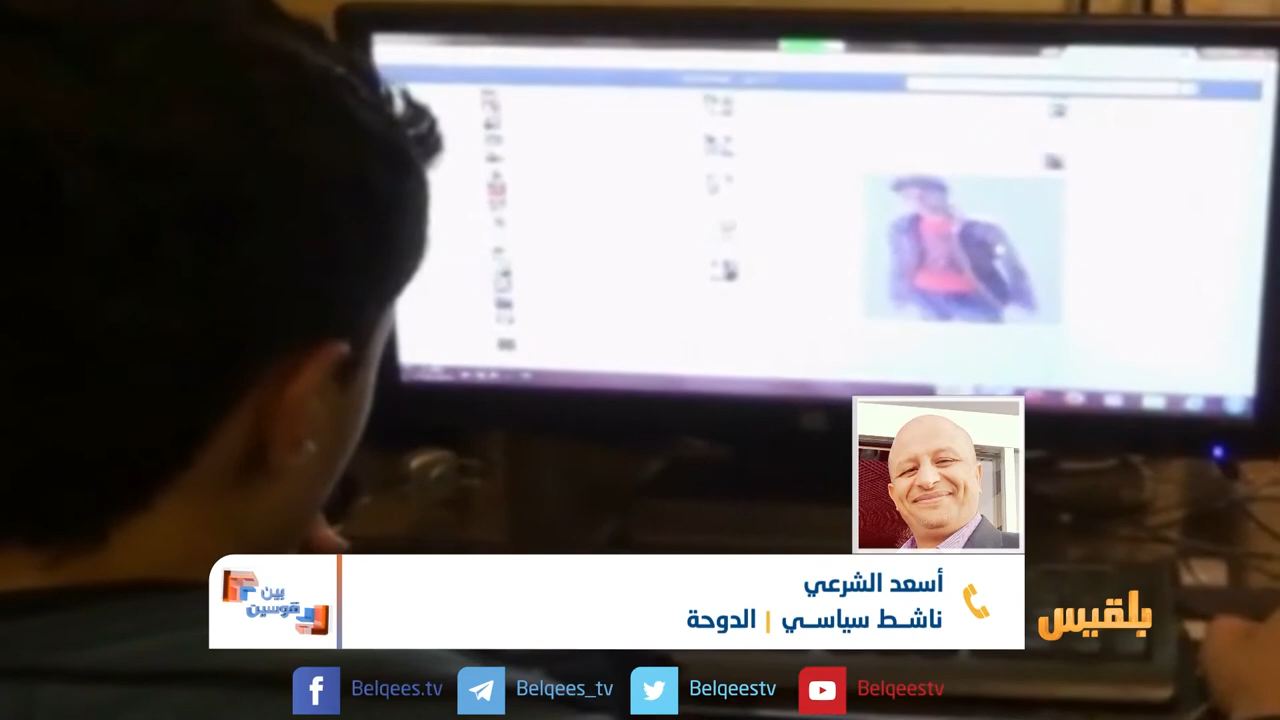 أسعد الشرعي
ناشط سياسي | الدوحة
بين
قوسين
بلقيس
Belqees.tv
Belqees_tv
Belqeestv
Belqeestv